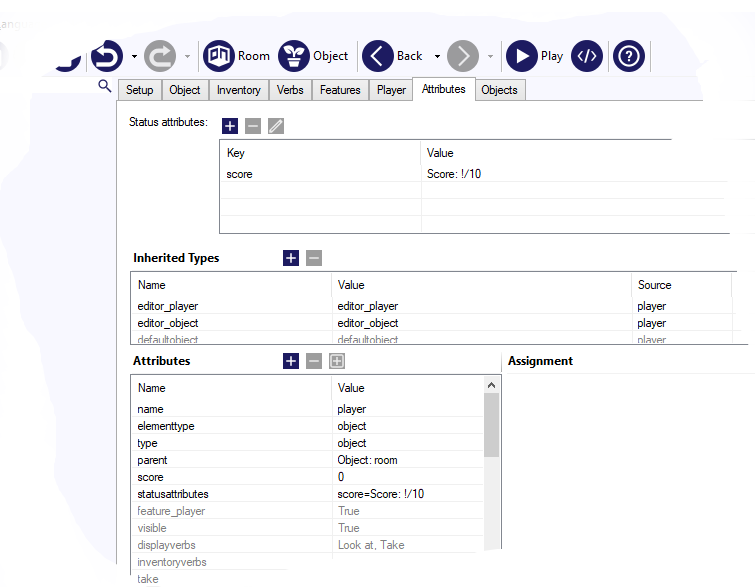 Room Object Back Play
Setup Object Inventory Verbs Features Player Attributes Objects
Status attributes:
Key Value
score Score: !/10
Inherited Types
Name Value Source
editor_player editor_player player
editor_object editor_object player
defaultobject defaultobject player
Attributes Assignment
Name Value
name player
elementtype object
type object
parent Object: room
score 0
statusattributes score=Score: !/10
feature_player True
visible True
displayverbs Look at, Take
inventoryverbs
take